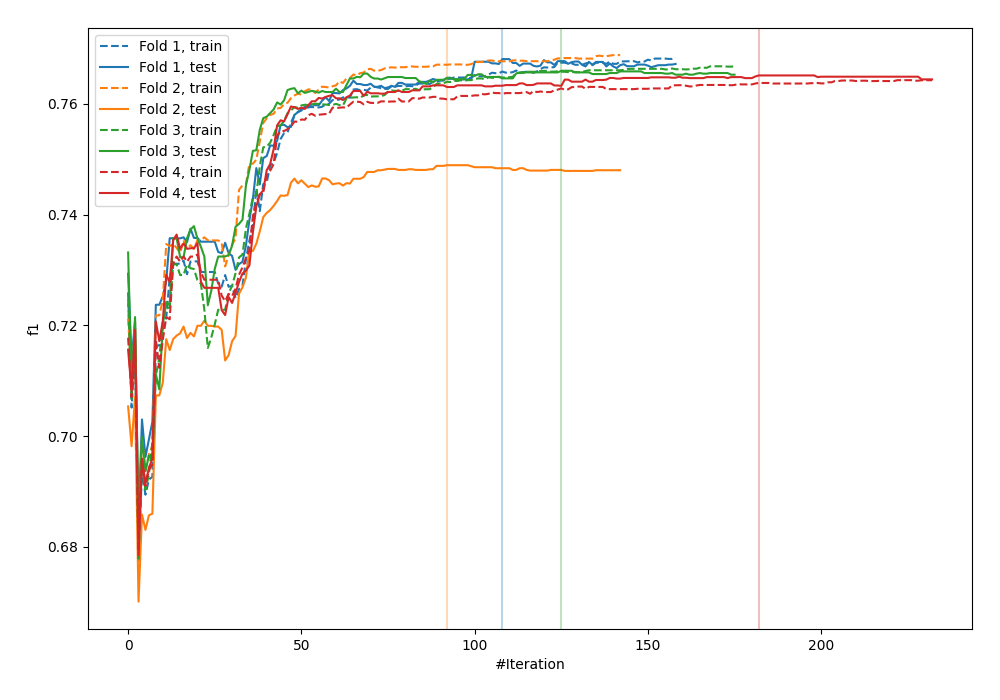 Fold 1, train
Fold 1, test
Fold 2, train
Fold 2, test
Fold 3, train
Fold 3, test
Fold 4, train
Fold 4, test
0.76
0.74
0.72
0.70
0.68
f1
0 50 100 150 200
#Iteration